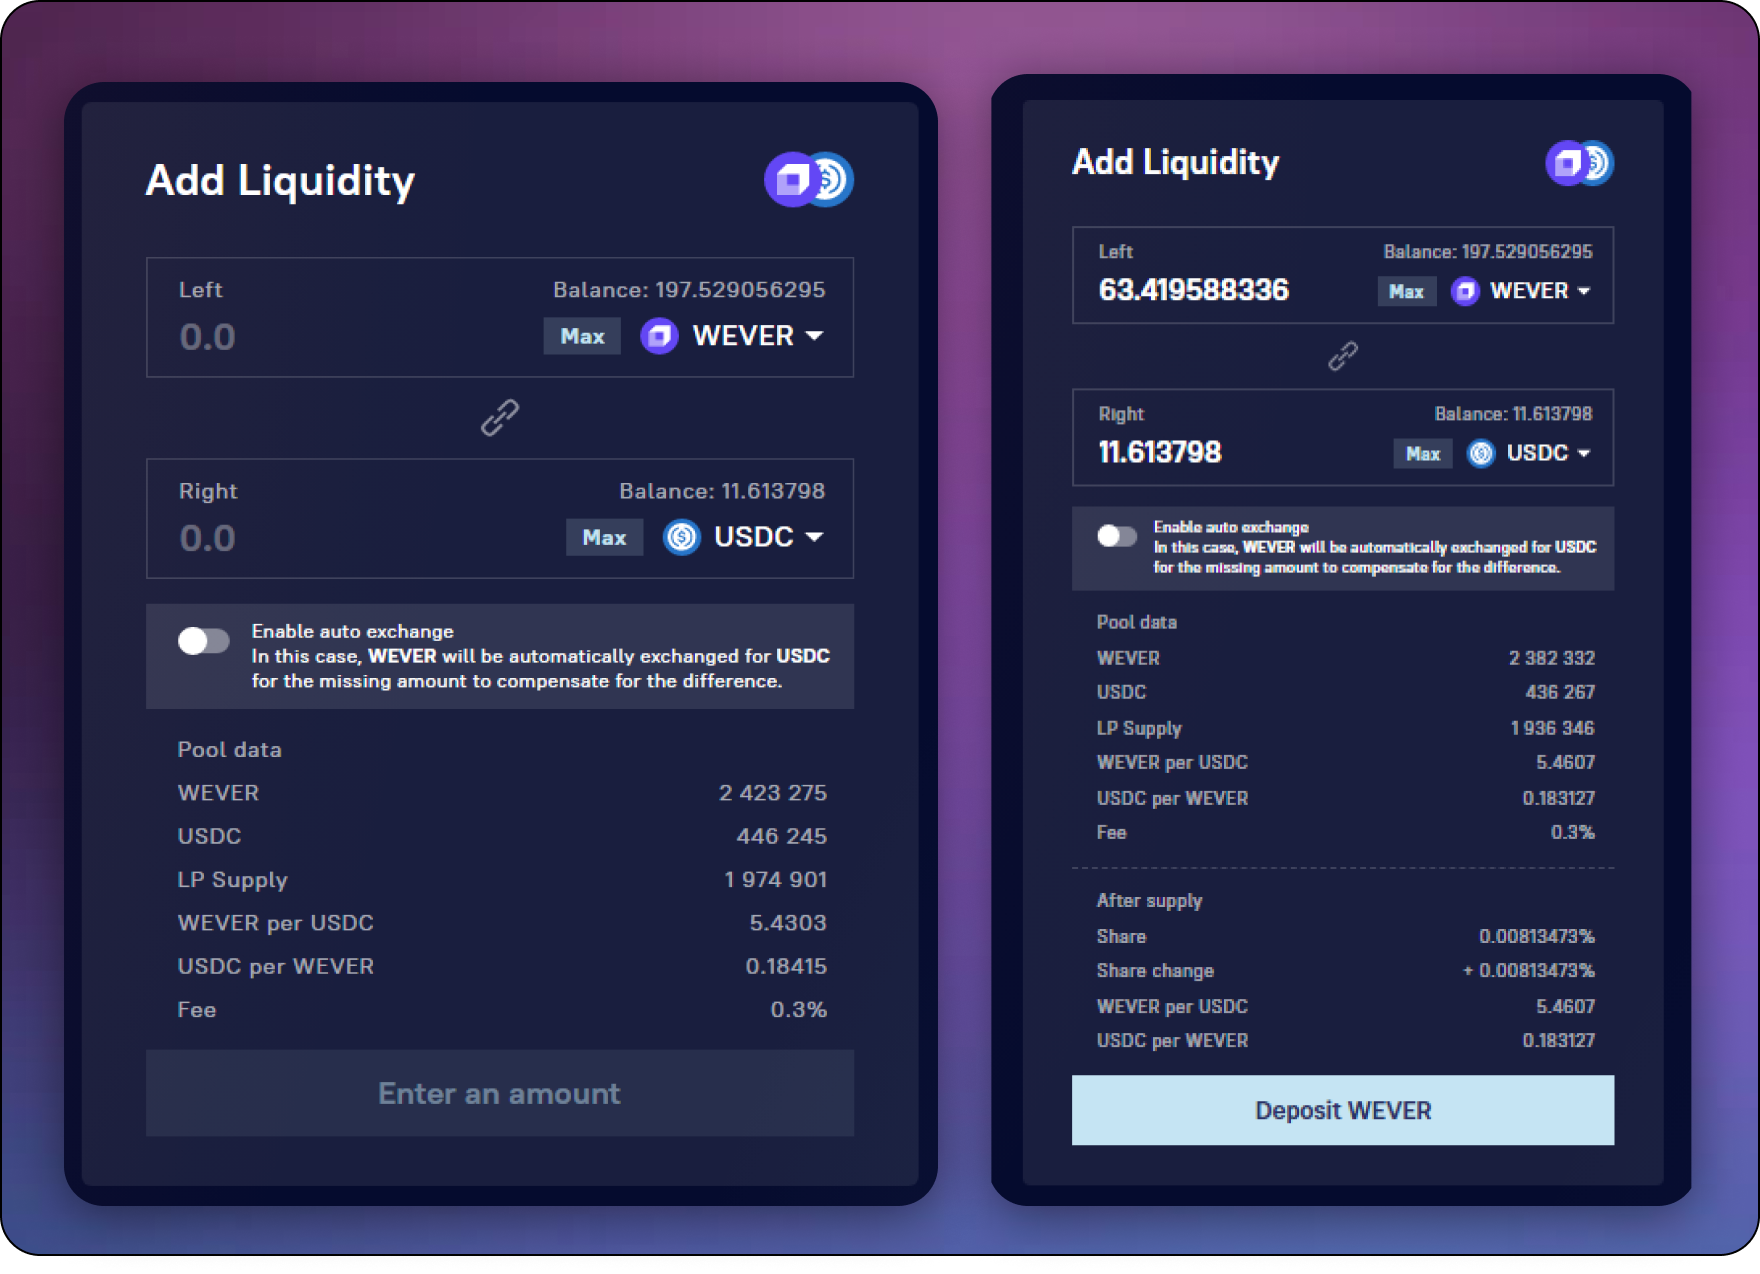 Add Liquidity
Left
Balance: 197.529056295
0.0
Max
WEVER
Right
Balance: 11.613798
0.0
Max
USDC
Enable auto exchange
In this case, WEVER will be automatically exchanged for USDC
for the missing amount to compensate for the difference.
Pool data
WEVER 2 423 275
USDC 446 245
LP Supply 1 974 901
WEVER per USDC 5.4303
USDC per WEVER 0.18415
Fee 0.3%
Enter an amount
Add Liquidity
Left
Balance: 197.529056295
63.419588336
Max
WEVER
Right
Balance: 11.613798
11.613798
Max
USDC
Enable auto exchange
In this case, WEVER will be automatically exchanged for USDC
for the missing amount to compensate for the difference.
Pool data
WEVER 2 382 332
USDC 436 267
LP Supply 1 936 346
WEVER per USDC 5.4607
USDC per WEVER 0.183127
Fee 0.3%
After supply
Share 0.00813473%
Share change + 0.00813473%
WEVER per USDC 5.4607
USDC per WEVER 0.183127
Deposit WEVER